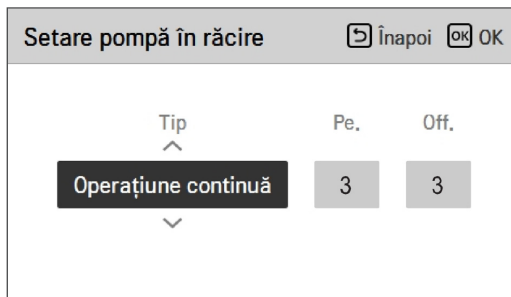 Setare pompă în răcire Înapoi OK OK
Tip Pe. Off.
Operațiune continuă 3 3